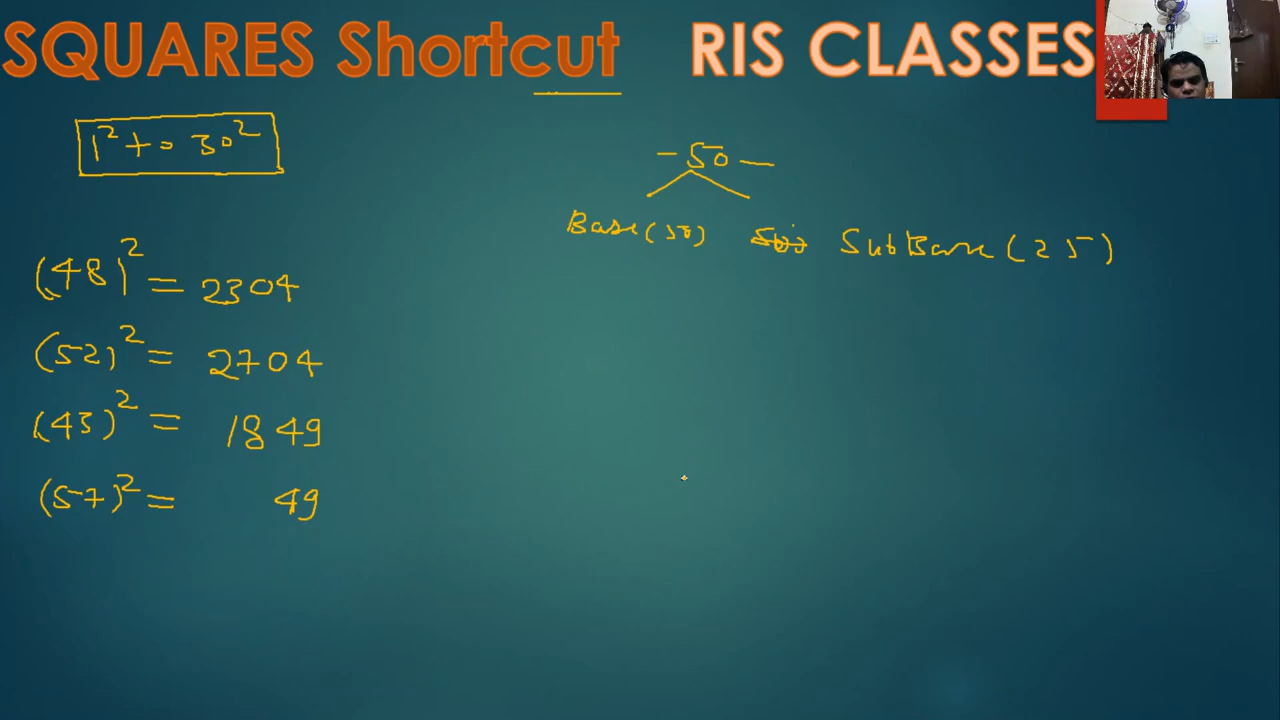 SQUARES Shortcut RIS CLASSES
1² to 30²
- 50 -
Base (50) SubBase (25)
(48)² = 2304
(52)² = 2704
(43)² = 1849
(57)² = 49